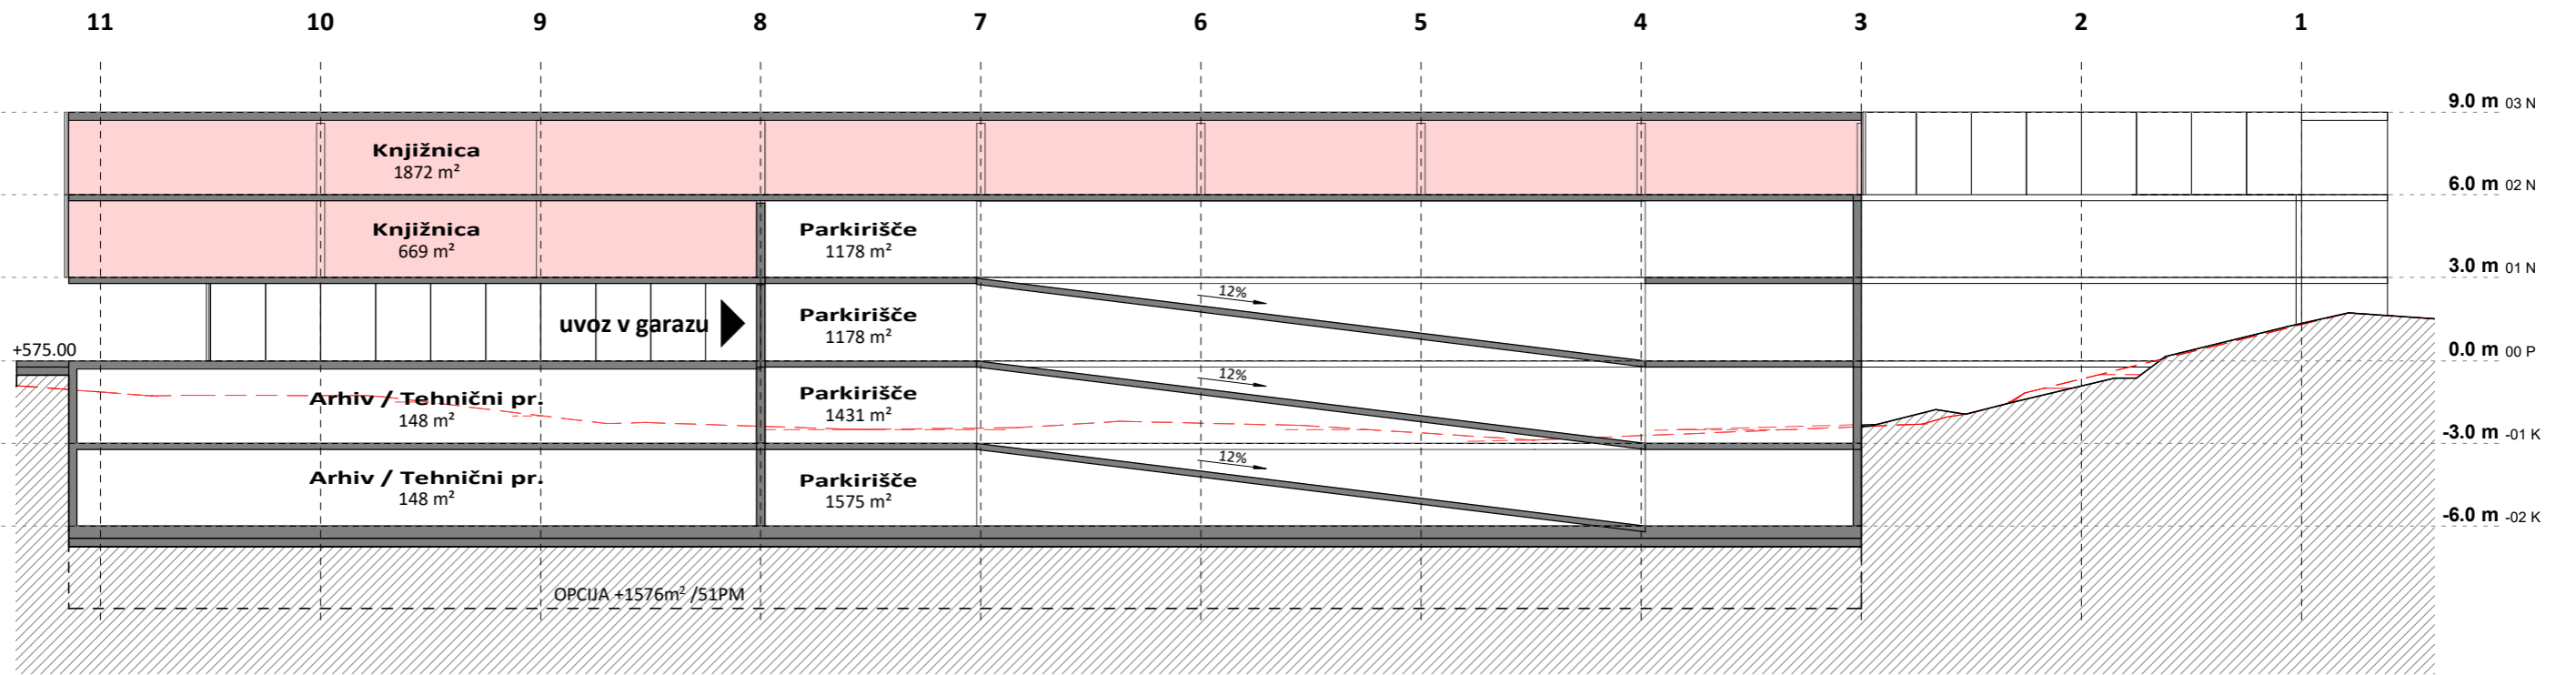 11 10 9 8 7 6 5 4 3 2 1
9.0 m 03 N
Knjižnica
1872 m²
6.0 m 02 N
Knjižnica
669 m²
Parkirišče
1178 m²
3.0 m 01 N
12%
uvoz v garazu
Parkirišče
1178 m²
+575.00
0.0 m 00 P
12%
Arhiv / Tehnični pr.
148 m²
Parkirišče
1431 m²
-3.0 m -01 K
12%
Arhiv / Tehnični pr.
148 m²
Parkirišče
1575 m²
-6.0 m -02 K
OPCIJA +1576m² /51PM